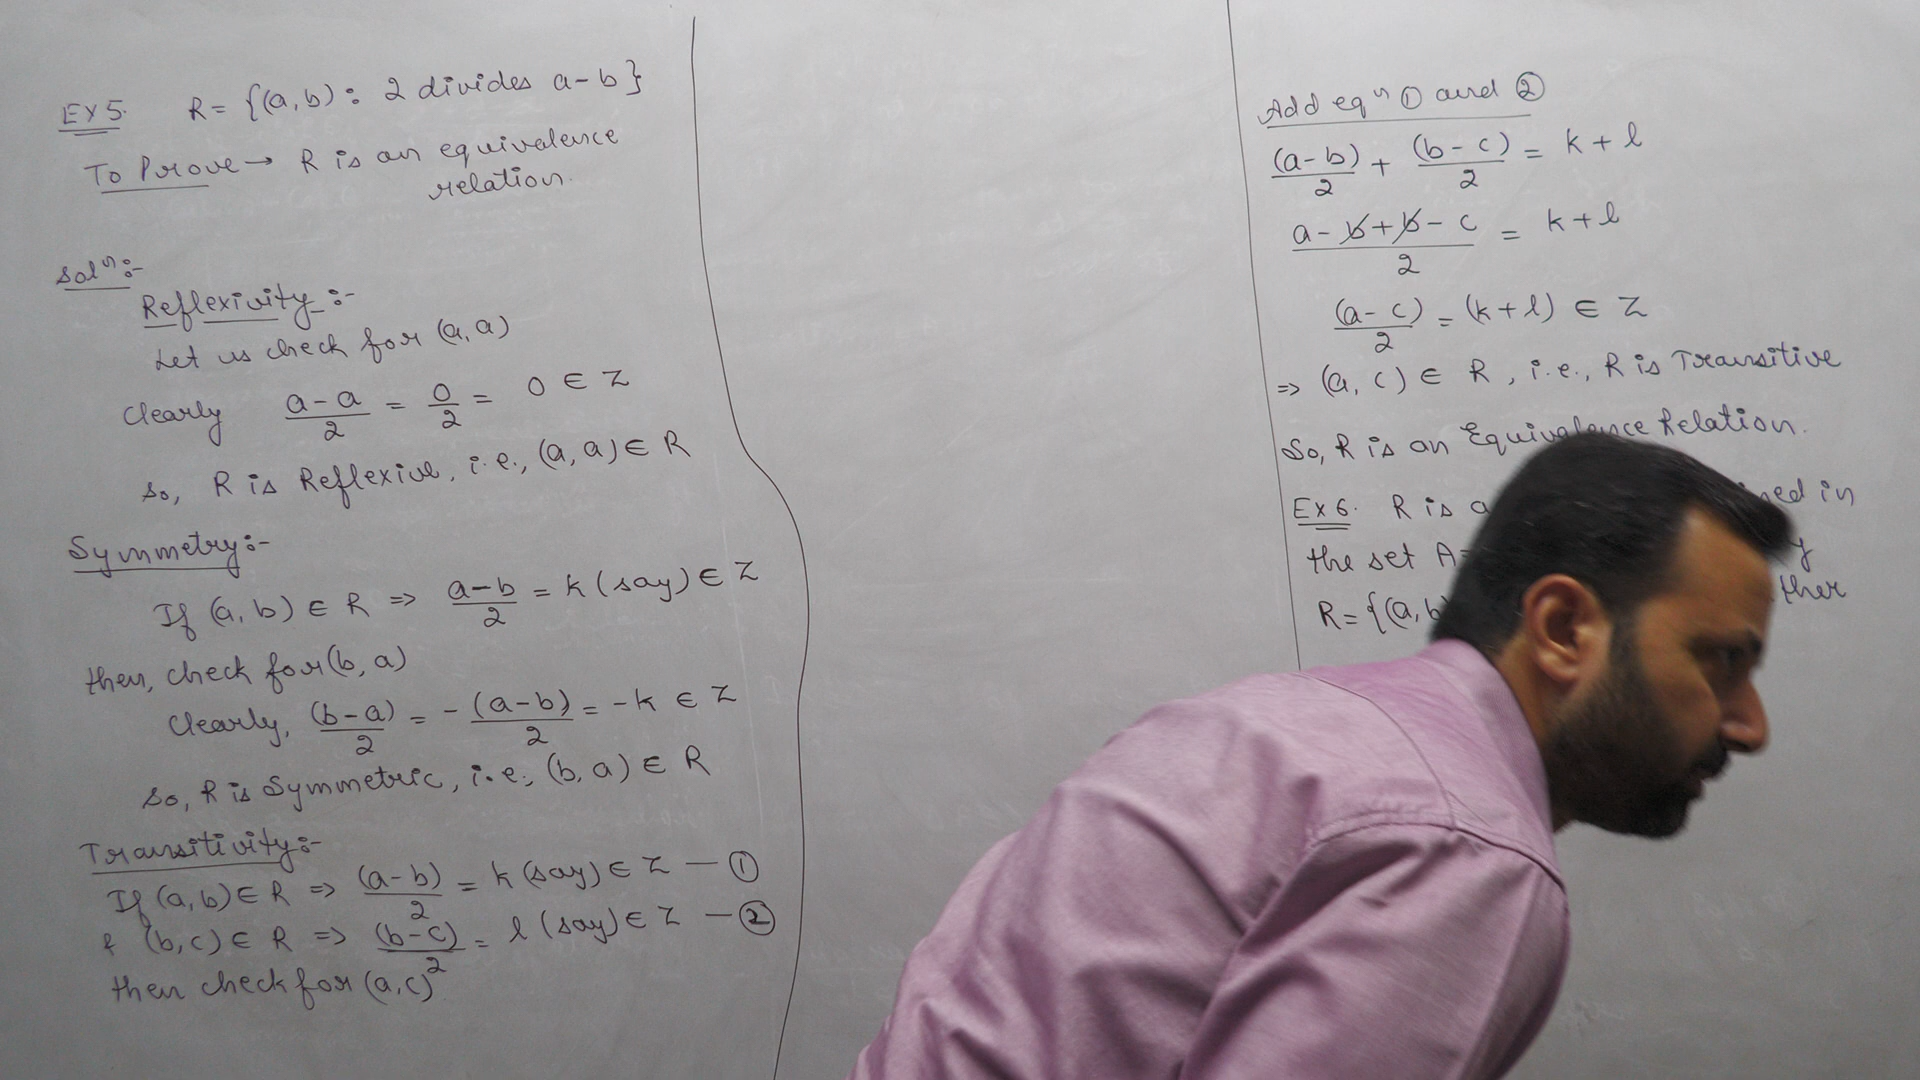 EX 5. R = {(a, b) : 2 divides a - b}
To Prove → R is an equivalence
relation.
Solⁿ :-
Reflexivity :-
Let us check for (a, a)
Clearly (a - a)/2 = 0/2 = 0 ∈ Z
So, R is Reflexive, i.e., (a, a) ∈ R
Symmetry :-
If (a, b) ∈ R ⇒ (a - b)/2 = k (say) ∈ Z
then, check for (b, a)
Clearly, (b - a)/2 = - (a - b)/2 = -k ∈ Z
So, R is Symmetric, i.e., (b, a) ∈ R
Transitivity :-
If (a, b) ∈ R ⇒ (a - b)/2 = k (say) ∈ Z — ①
& (b, c) ∈ R ⇒ (b - c)/2 = l (say) ∈ Z — ②
then check for (a, c)
Add eqⁿ ① and ②
(a - b)/2 + (b - c)/2 = k + l
(a - b + b - c)/2 = k + l
(a - c)/2 = (k + l) ∈ Z
⇒ (a, c) ∈ R, i.e., R is Transitive
So, R is an Equivalence Relation.
Ex 6. R is a in
the set A =
R = {(a, b